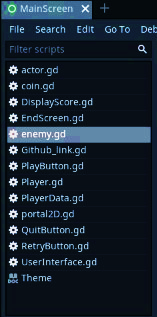 MainScreen
File Search Edit Go To Deb
Filter scripts
actor.gd
coin.gd
DisplayScore.gd
EndScreen.gd
enemy.gd
Github_link.gd
PlayButton.gd
Player.gd
PlayerData.gd
portal2D.gd
QuitButton.gd
RetryButton.gd
UserInterface.gd
Theme